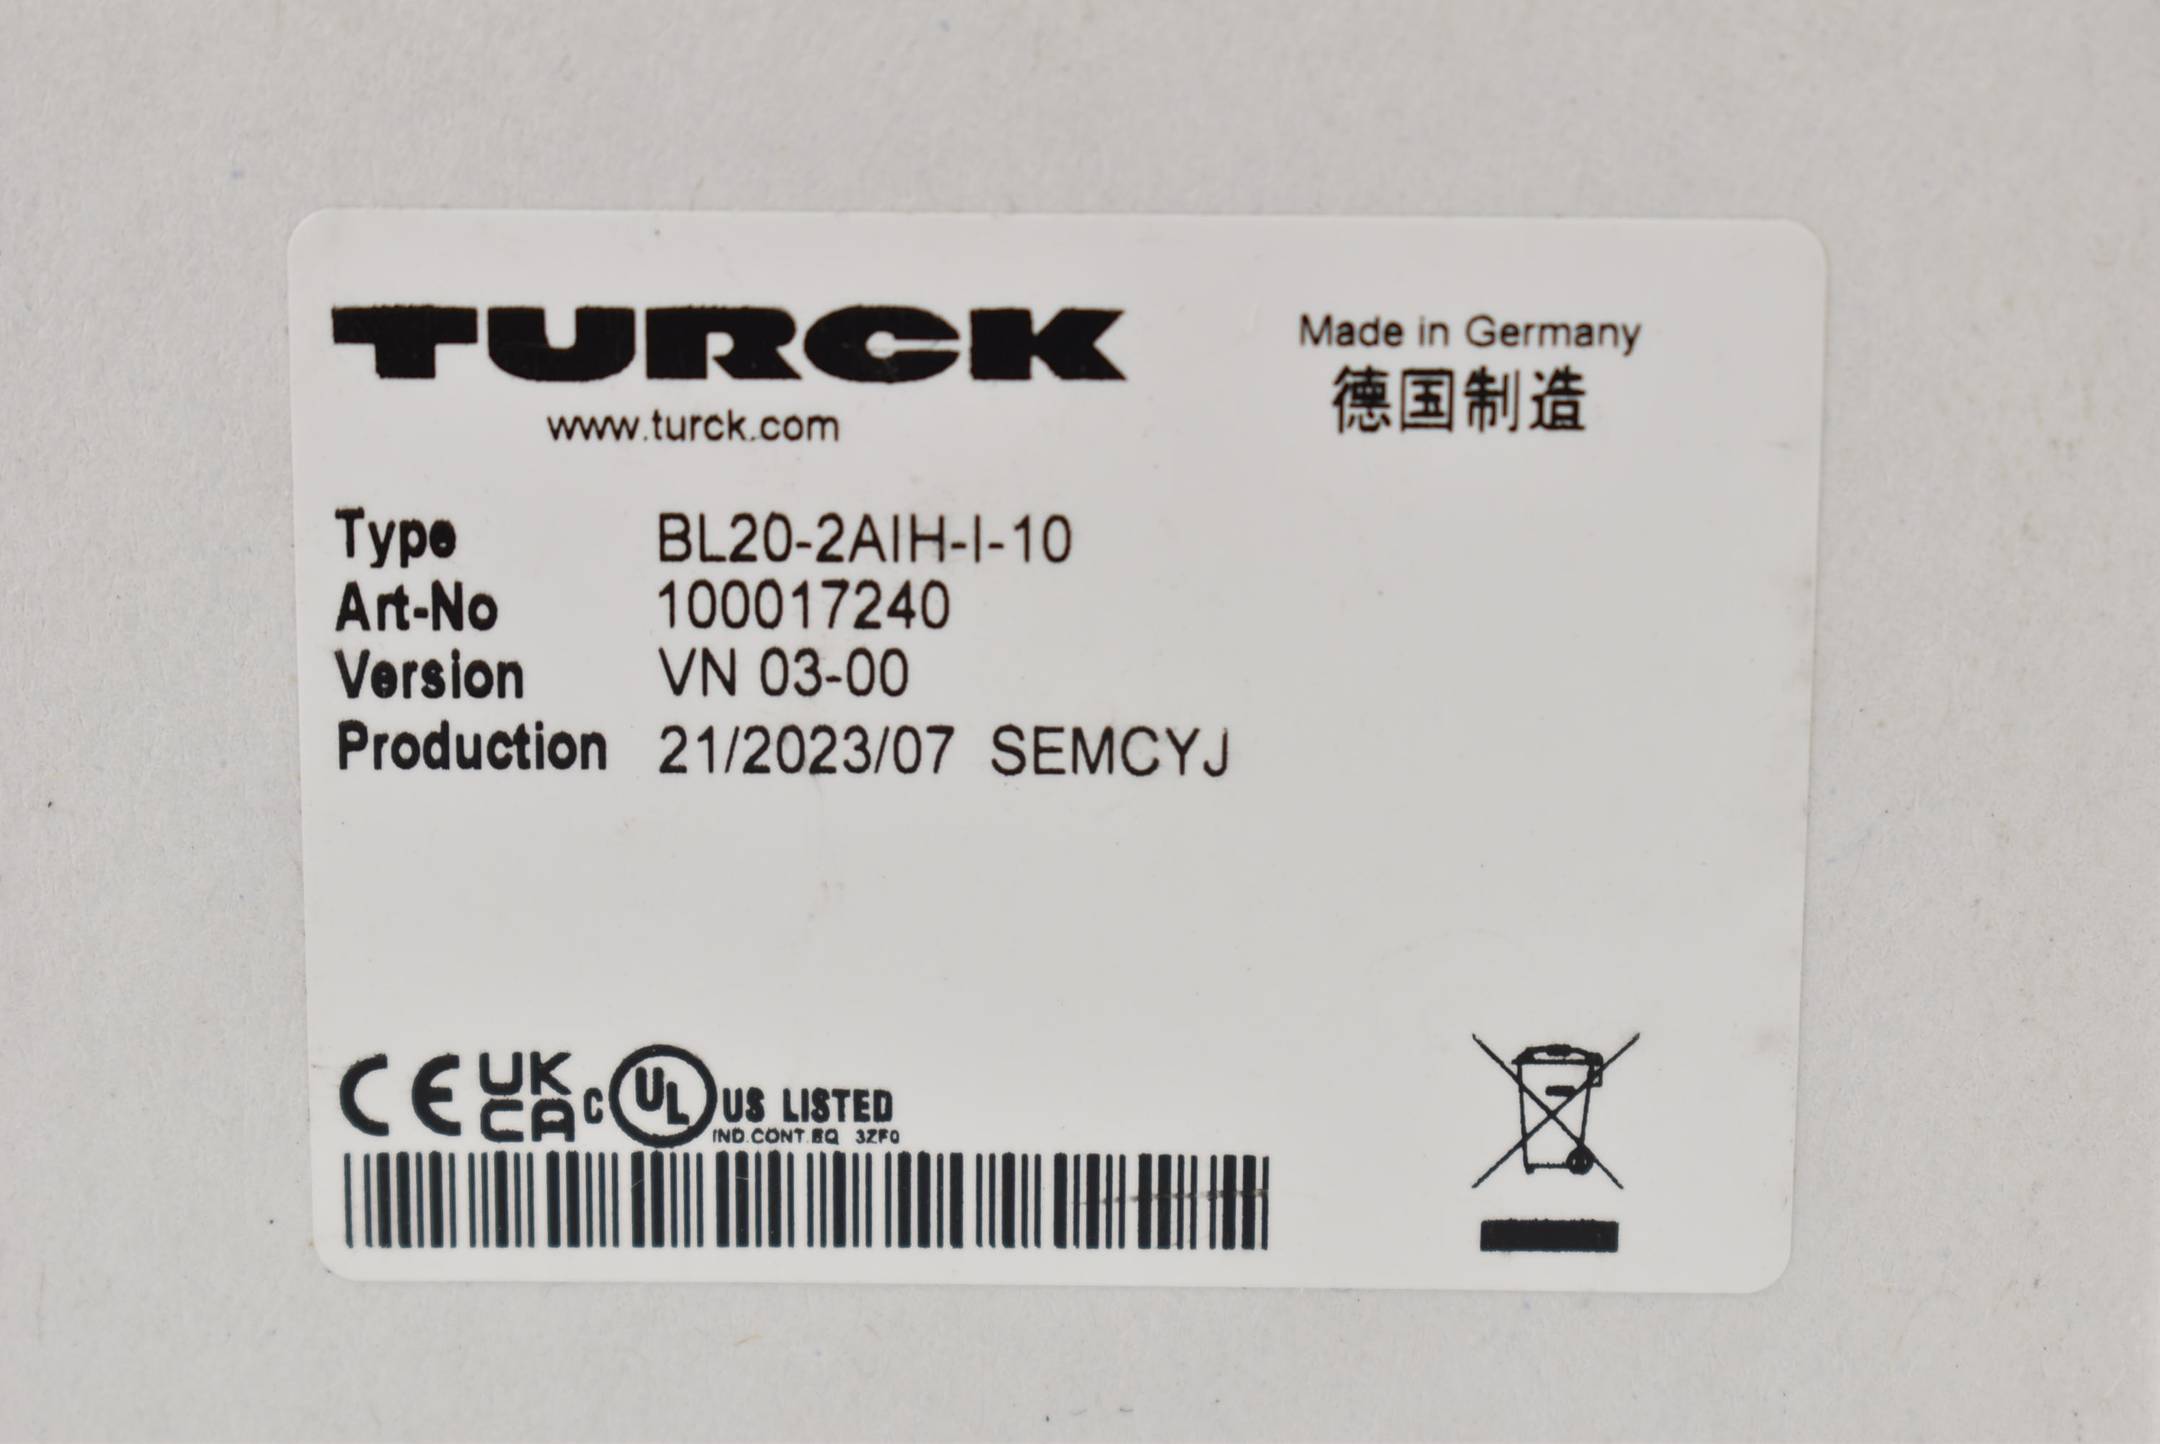 TURCK
www.turck.com
Made in Germany
德国制造
Type BL20-2AIH-I-10
Art-No 100017240
Version VN 03-00
Production 21/2023/07 SEMCYJ
CE UK CA c UL US LISTED
IND.CONT.EQ 3ZF0